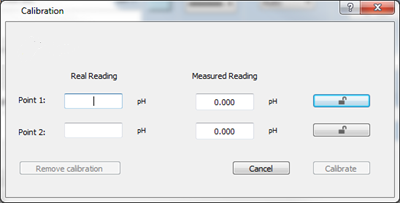 Calibration
Real Reading Measured Reading
Point 1: pH 0.000 pH
Point 2: pH 0.000 pH
Remove calibration Cancel Calibrate